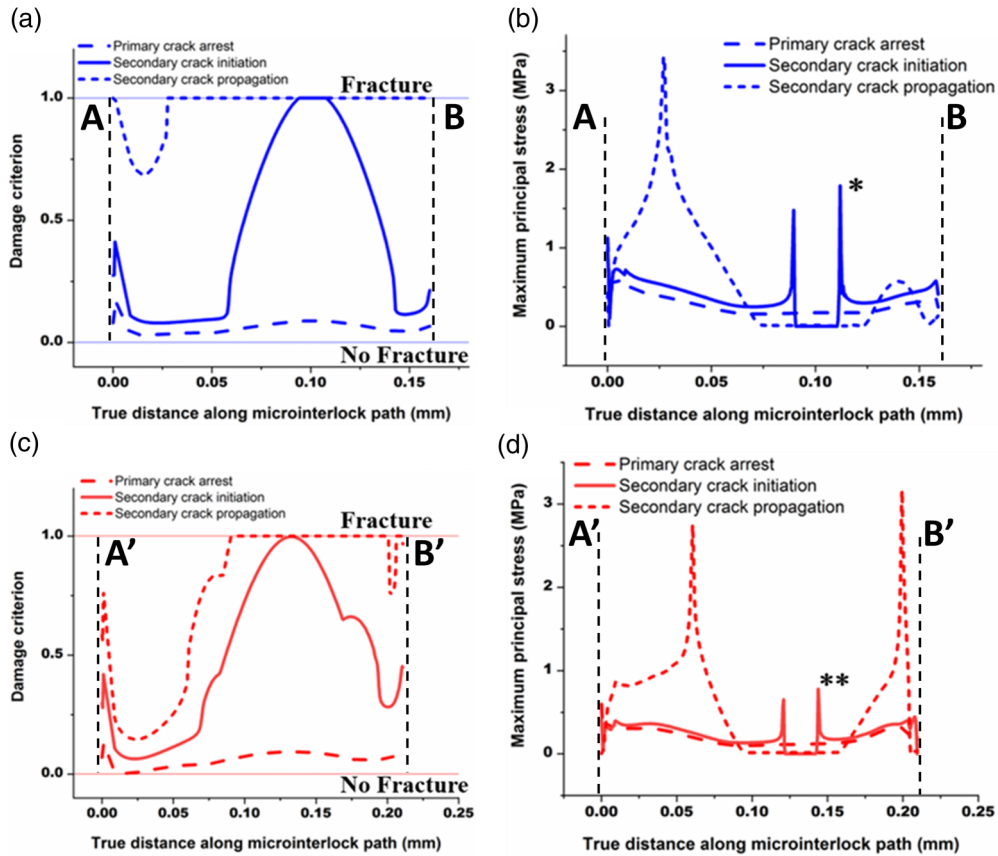 (a)
Primary crack arrest
Secondary crack initiation
Secondary crack propagation
Fracture
1.0
A
B
0.5
0.0
No Fracture
Damage criterion
0.00
0.05
0.10
0.15
True distance along microinterlock path (mm)
(b)
Primary crack arrest
Secondary crack initiation
Secondary crack propagation
3
A
B
2
*
1
0
Maximum principal stress (MPa)
0.00
0.05
0.10
0.15
True distance along microinterlock path (mm)
(c)
Primary crack arrest
Secondary crack initiation
Secondary crack propagation
Fracture
1.0
A’
B’
0.5
0.0
No Fracture
Damage criterion
0.00
0.05
0.10
0.15
0.20
0.25
True distance along microinterlock path (mm)
(d)
Primary crack arrest
Secondary crack initiation
Secondary crack propagation
3
A’
B’
2
1
**
0
Maximum principal stress (MPa)
0.00
0.05
0.10
0.15
0.20
0.25
True distance along microinterlock path (mm)